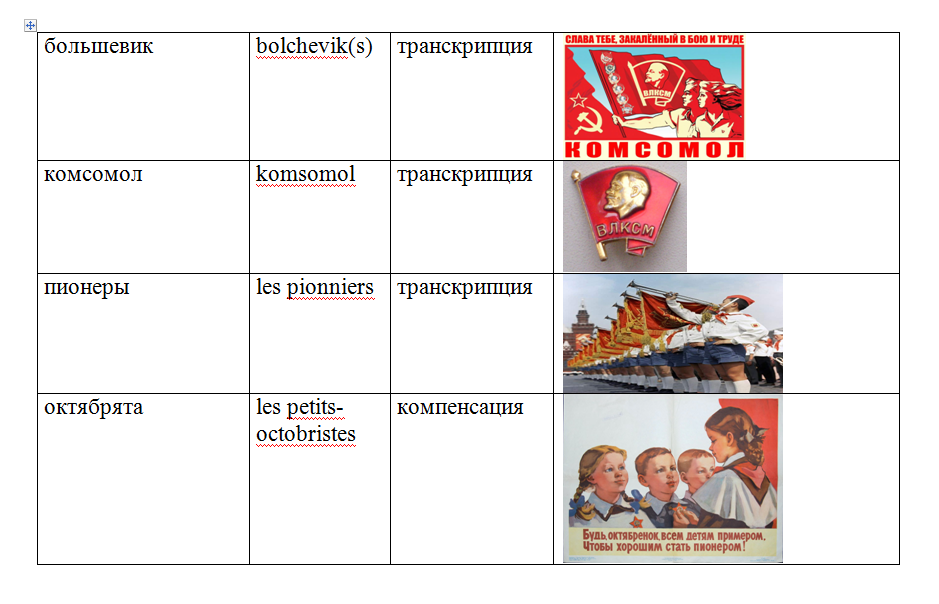 большевик
bolchevik(s)
транскрипция
СЛАВА ТЕБЕ, ЗАКАЛЁННЫЙ В БОЮ И ТРУДЕ
ВЛКСМ
КОМСОМОЛ
комсомол
komsomol
транскрипция
ВЛКСМ
пионеры
les pionniers
транскрипция
октябрята
les petits-
octobristes
компенсация
Будь, октябренок, всем детям примером,
Чтобы хорошим стать пионером!